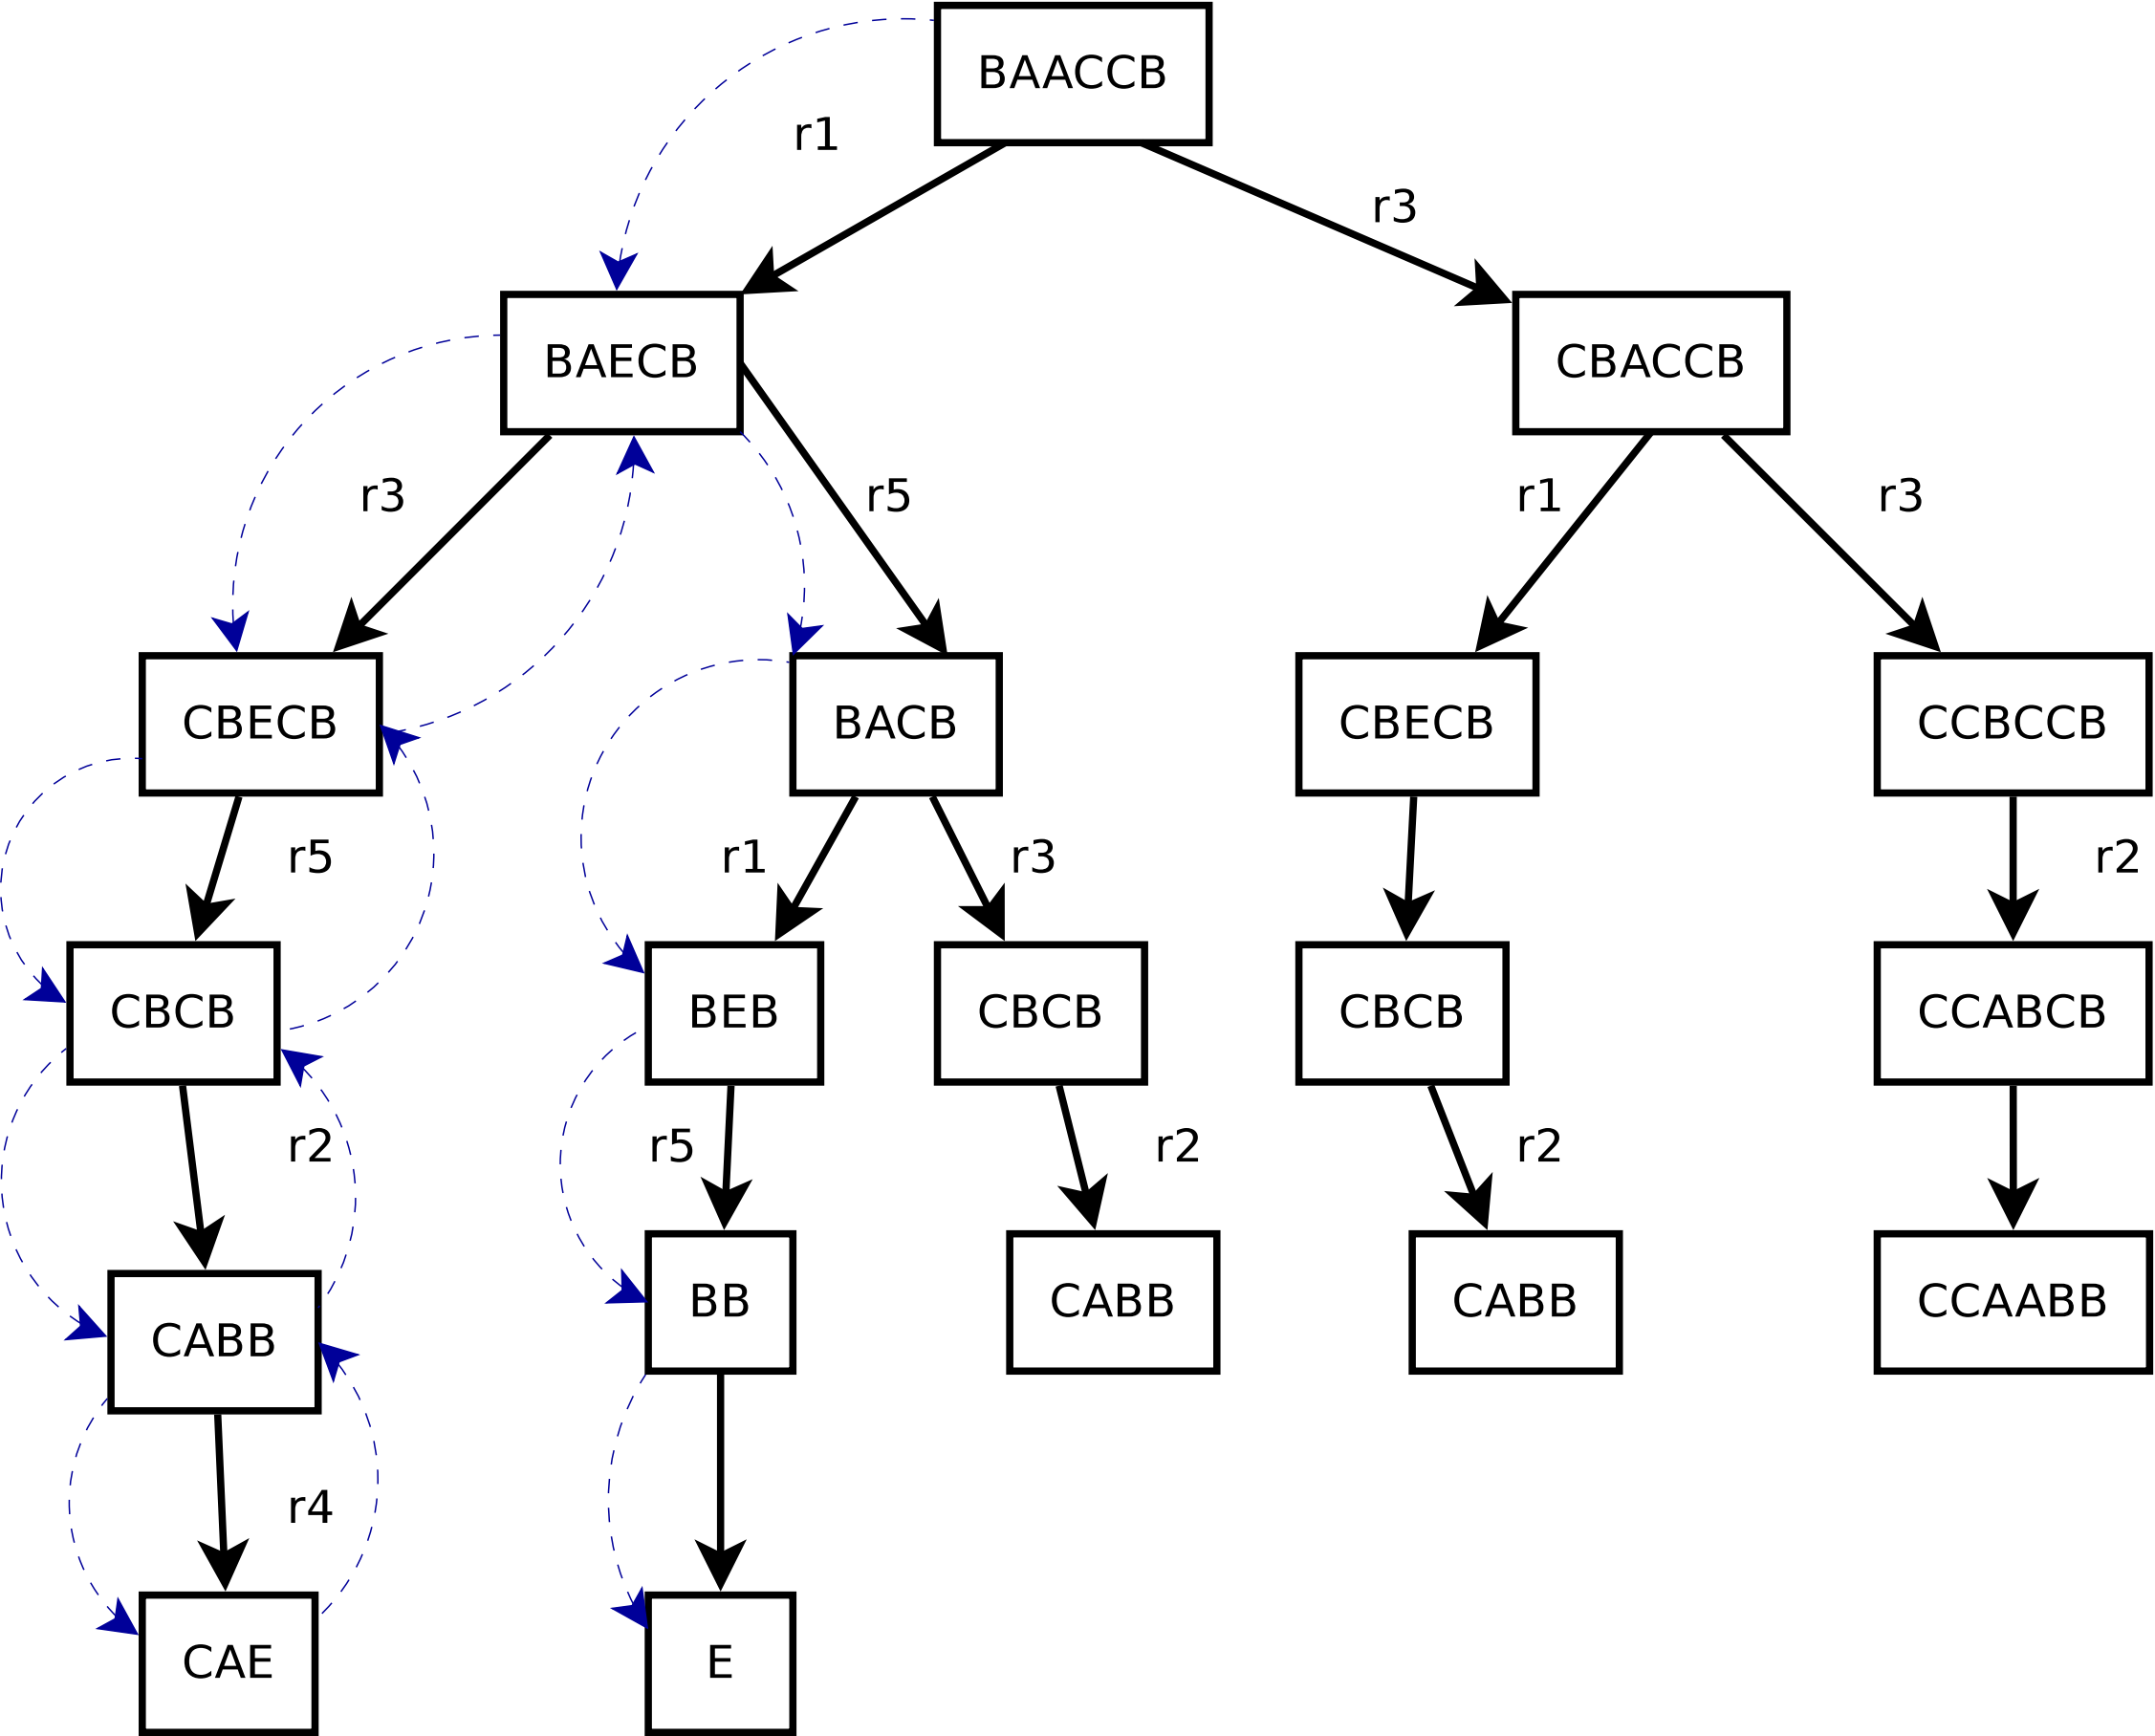 BAACCB
r1
r3
BAECB
CBACCB
r3
r5
r1
r3
CBECB
BACB
CBECB
CCBCCB
r5
r1
r3
r2
CBCB
BEB
CBCB
CBCB
CCABCB
r2
r5
r2
r2
BB
CABB
CABB
CCAABB
CABB
r4
CAE
E